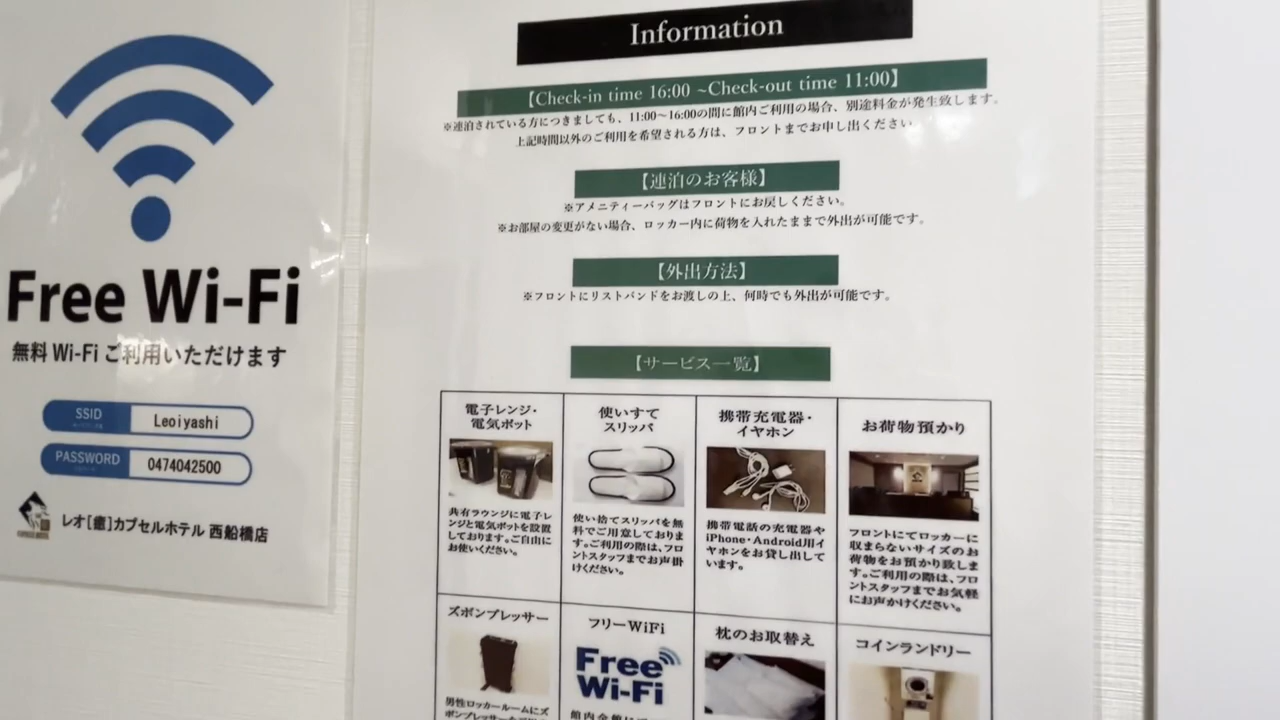 Free Wi-Fi
無料 Wi-Fi ご利用いただけます
SSID
Leoiyashi
PASSWORD
0474042500
レオ[癒]カプセルホテル 西船橋店
Information
【Check-in time 16:00 ~Check-out time 11:00】
※連泊されている方につきましても、11:00~16:00の間に館内ご利用の場合、別途料金が発生致します。
上記時間以外のご利用を希望される方は、フロントまでお申し出ください
【連泊のお客様】
※アメニティーバッグはフロントにお戻しください。
※お部屋の変更がない場合、ロッカー内に荷物を入れたままで外出が可能です。
【外出方法】
※フロントにリストバンドをお渡しの上、何時でも外出が可能です。
【サービス一覧】
電子レンジ・
電気ポット
共有ラウンジに電子レ
ンジと電気ポットを設置
しております。ご自由に
お使いください。
使いすて
スリッパ
使い捨てスリッパを無
料でご用意しておりま
す。ご利用の際は、フロ
ントスタッフまでお声掛
けください。
携帯充電器・
イヤホン
携帯電話の充電器や
iPhone・Android用イ
ヤホンをお貸し出して
います。
お荷物預かり
フロントにてロッカーに
収まらないサイズのお
荷物をお預かり致しま
す。ご利用の際は、フロ
ントスタッフまでお気軽
にお声かけください。
ズボンプレッサー
男性ロッカールームにズ
フリーWiFi
Free
Wi-Fi
枕のお取替え
コインランドリー